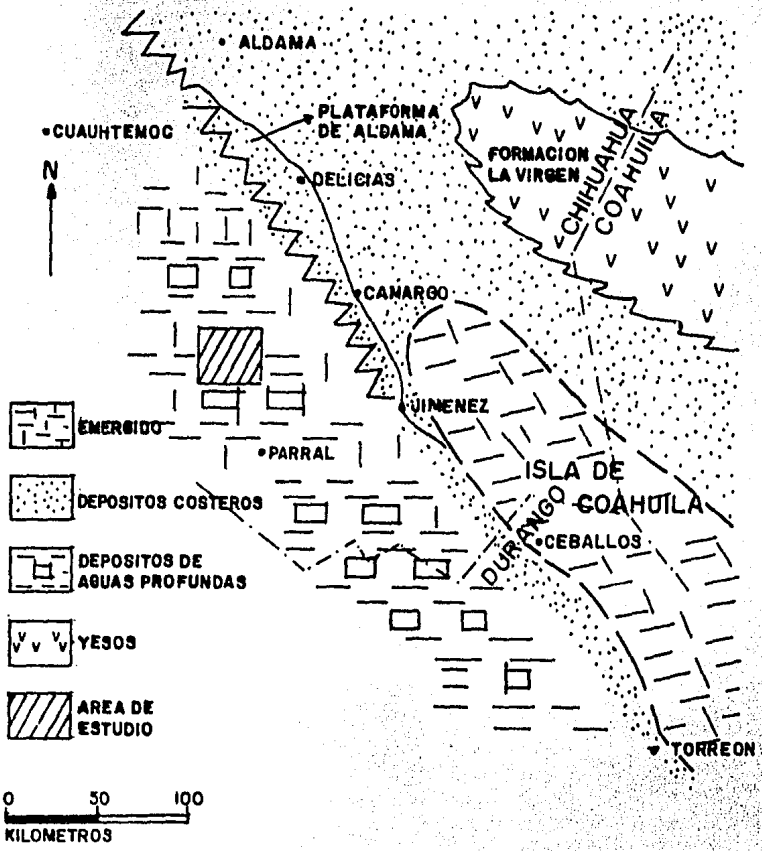 ALDAMA
PLATAFORMA
DE ALDAMA
CUAUHTEMOC
N
DELICIAS
FORMACION
LA VIRGEN
CHIHUAHUA
COAHUILA
CAMARGO
JIMENEZ
PARRAL
ISLA DE
COAHUILA
DURANGO
CEBALLOS
TORREON
EMERGIDO
DEPOSITOS COSTEROS
DEPOSITOS DE
AGUAS PROFUNDAS
V V V V V
YESOS
AREA DE
ESTUDIO
0 50 100
KILOMETROS